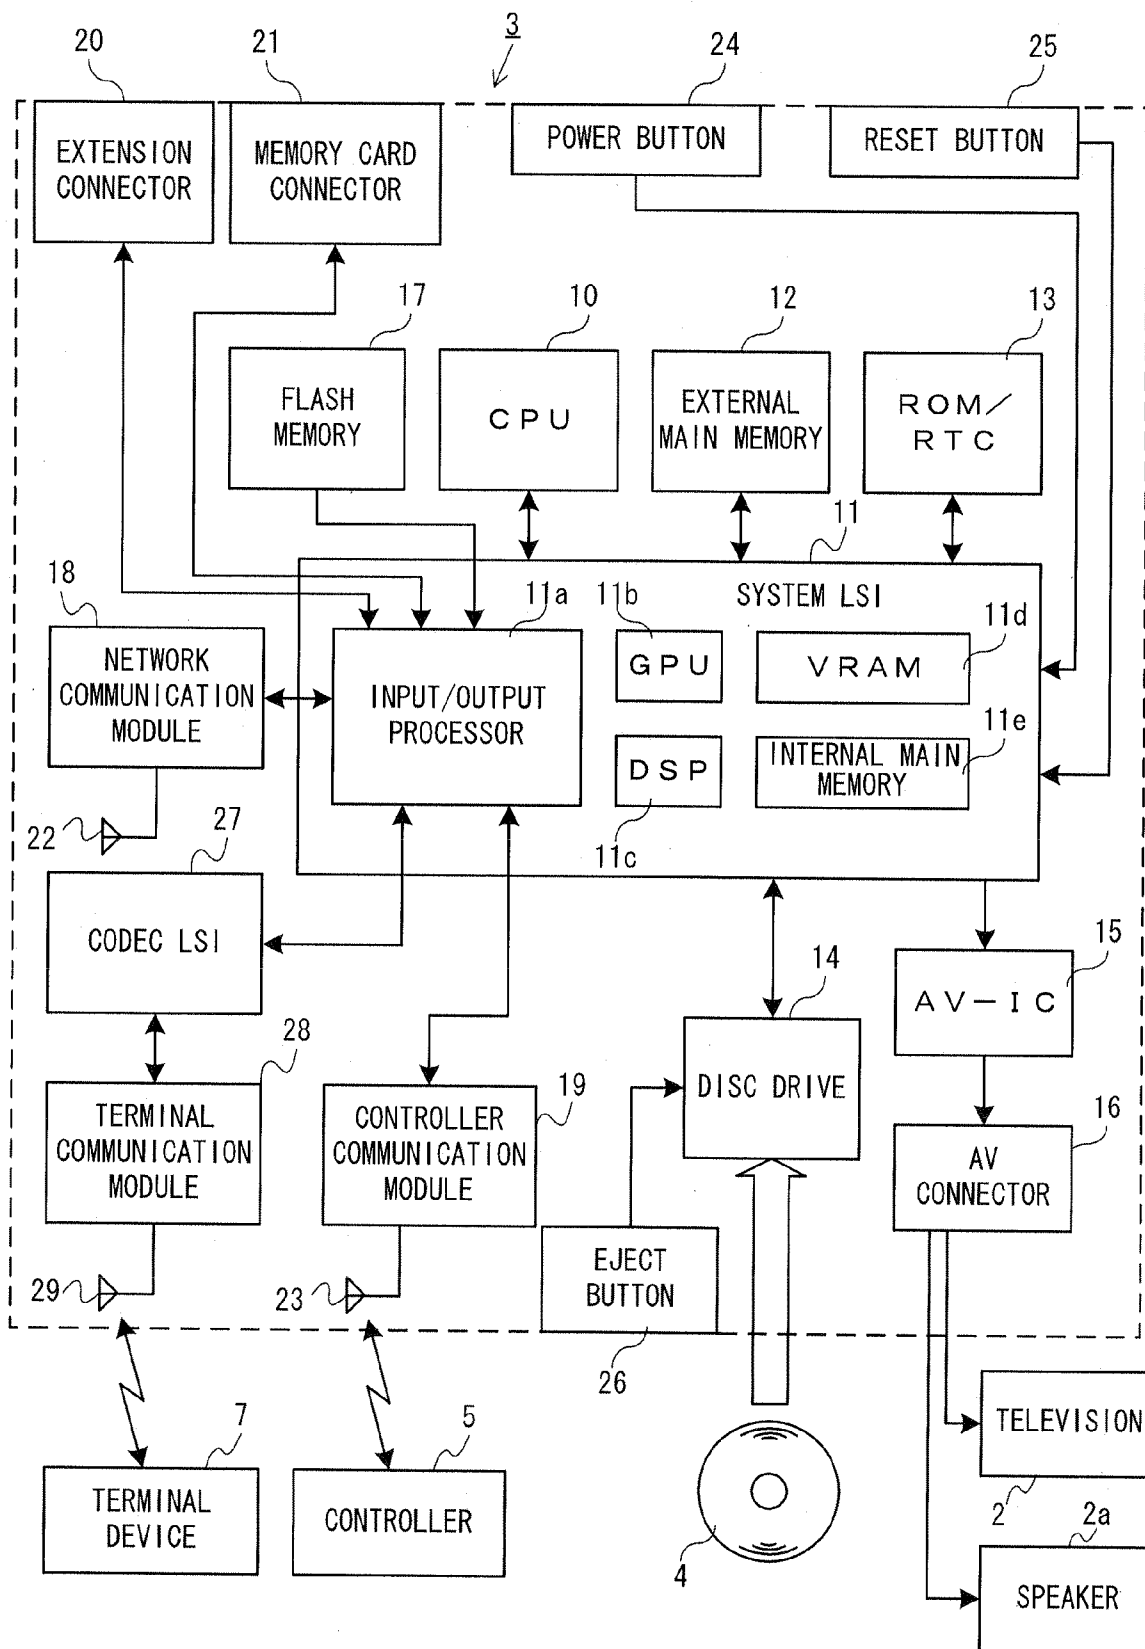 20
21
3
24
25
EXTENSION
CONNECTOR
MEMORY CARD
CONNECTOR
POWER BUTTON
RESET BUTTON
17
10
12
13
FLASH
MEMORY
CPU
EXTERNAL
MAIN MEMORY
ROM/
RTC
11
18
11a
11b
SYSTEM LSI
11d
NETWORK
COMMUNICATION
MODULE
INPUT/OUTPUT
PROCESSOR
GPU
VRAM
11e
DSP
INTERNAL MAIN
MEMORY
22
27
11c
CODEC LSI
15
14
AV-IC
28
DISC DRIVE
TERMINAL
COMMUNICATION
MODULE
CONTROLLER
COMMUNICATION
MODULE
19
16
AV
CONNECTOR
EJECT
BUTTON
29
23
26
7
5
TELEVISION
TERMINAL
DEVICE
CONTROLLER
2
4
2a
SPEAKER